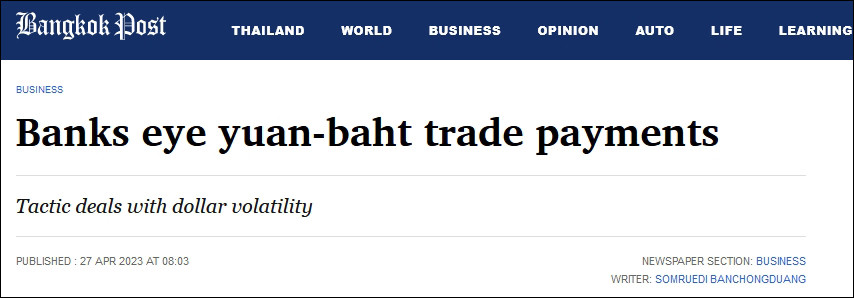 Bangkok Post THAILAND WORLD BUSINESS OPINION AUTO LIFE LEARNING
BUSINESS
Banks eye yuan-baht trade payments
Tactic deals with dollar volatility
PUBLISHED : 27 APR 2023 AT 08:03 NEWSPAPER SECTION: BUSINESS
WRITER: SOMRUEDI BANCHONGDUANG